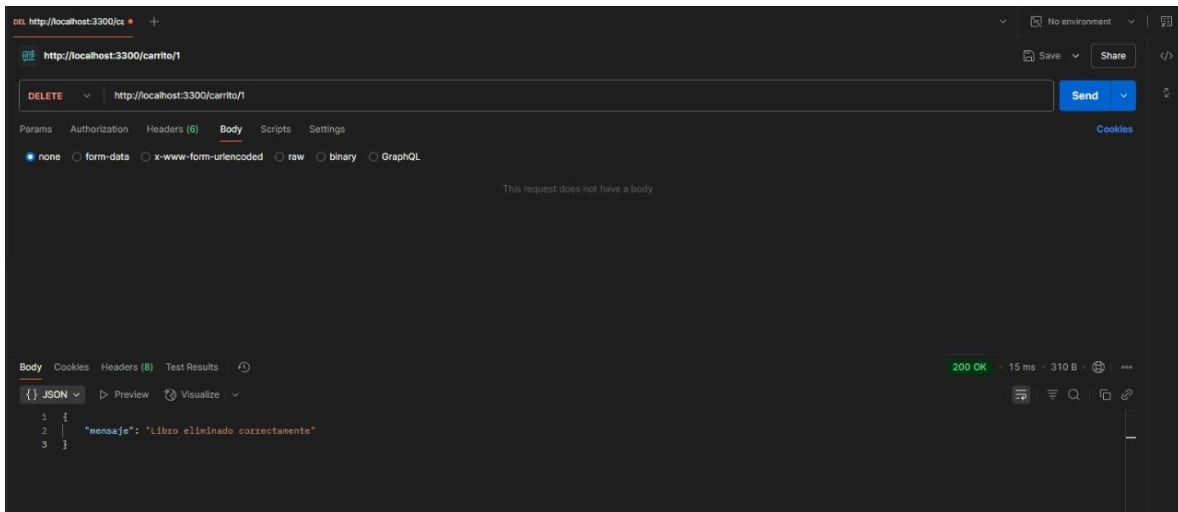 DEL http://localhost:3300/ca
No environment
HTTP http://localhost:3300/carrito/1
Save Share
DELETE http://localhost:3300/carrito/1 Send
Params Authorization Headers (6) Body Scripts Settings Cookies
none form-data x-www-form-urlencoded raw binary GraphQL
This request does not have a body
Body Cookies Headers (8) Test Results 200 OK 15 ms 310 B
{} JSON Preview Visualize
1 {
2 "mensaje": "Libro eliminado correctamente"
3 }